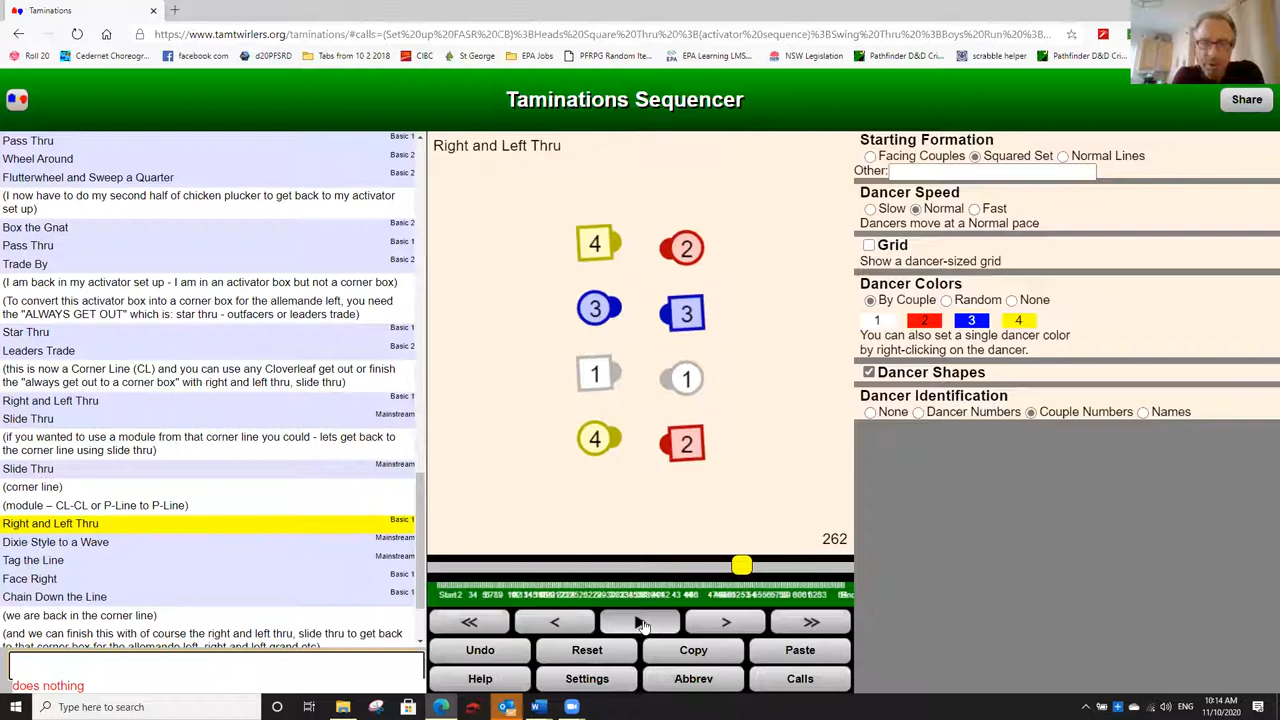 Taminations
https://www.tamtwirlers.org/taminations/#calls=(Set%20up%20FASR%20CB)%3BHeads%20Square%20Thru%20%3B(activator%20sequence)%3BSwing%20Thru%20%3BBoys%20Run%20%3...
Roll 20
Cedernet Choreogr...
facebook.com
d20PFSRD
Tabs from 10 2 2018
CIBC
St George
EPA Jobs
PFRPG Random Ite...
EPA Learning LMS...
NSW Legislation
Pathfinder D&D Cri...
scrabble helper
Pathfinder D&D Cri...
Taminations Sequencer
Share
Pass Thru Basic 1
Wheel Around Basic 2
Flutterwheel and Sweep a Quarter Basic 2
(I now have to do my second half of chicken plucker to get back to my activator
set up)
Box the Gnat Basic 2
Pass Thru Basic 1
Trade By Basic 2
(I am back in my activator set up - I am in an activator box but not a corner box)
(To convert this activator box into a corner box for the allemande left, you need
the "ALWAYS GET OUT" which is: star thru - outfacers or leaders trade)
Star Thru Basic 1
Leaders Trade Basic 2
(this is now a Corner Line (CL) and you can use any Cloverleaf get out or finish
the "always get out to a corner box" with right and left thru, slide thru)
Right and Left Thru Basic 1
Slide Thru Mainstream
(if you wanted to use a module from that corner line you could - lets get back to
the corner line using slide thru)
Slide Thru Mainstream
(corner line)
(module – CL-CL or P-Line to P-Line)
Right and Left Thru Basic 1
Dixie Style to a Wave Mainstream
Tag the Line Mainstream
Face Right Basic 1
Chain Down the Line Basic 1
(we are back in the corner line)
(and we can finish this with of course the right and left thru, slide thru to get back
to that corner box for the allemande left, right and left grand etc)
does nothing
Right and Left Thru
4 2
3 3
1 1
4 2
262
Start 2
<< < > >>
Undo Reset Copy Paste
Help Settings Abbrev Calls
Starting Formation
Facing Couples Squared Set Normal Lines
Other:
Dancer Speed
Slow Normal Fast
Dancers move at a Normal pace
Grid
Show a dancer-sized grid
Dancer Colors
By Couple Random None
1 2 3 4
You can also set a single dancer color
by right-clicking on the dancer.
Dancer Shapes
Dancer Identification
None Dancer Numbers Couple Numbers Names
Type here to search
10:14 AM
11/10/2020